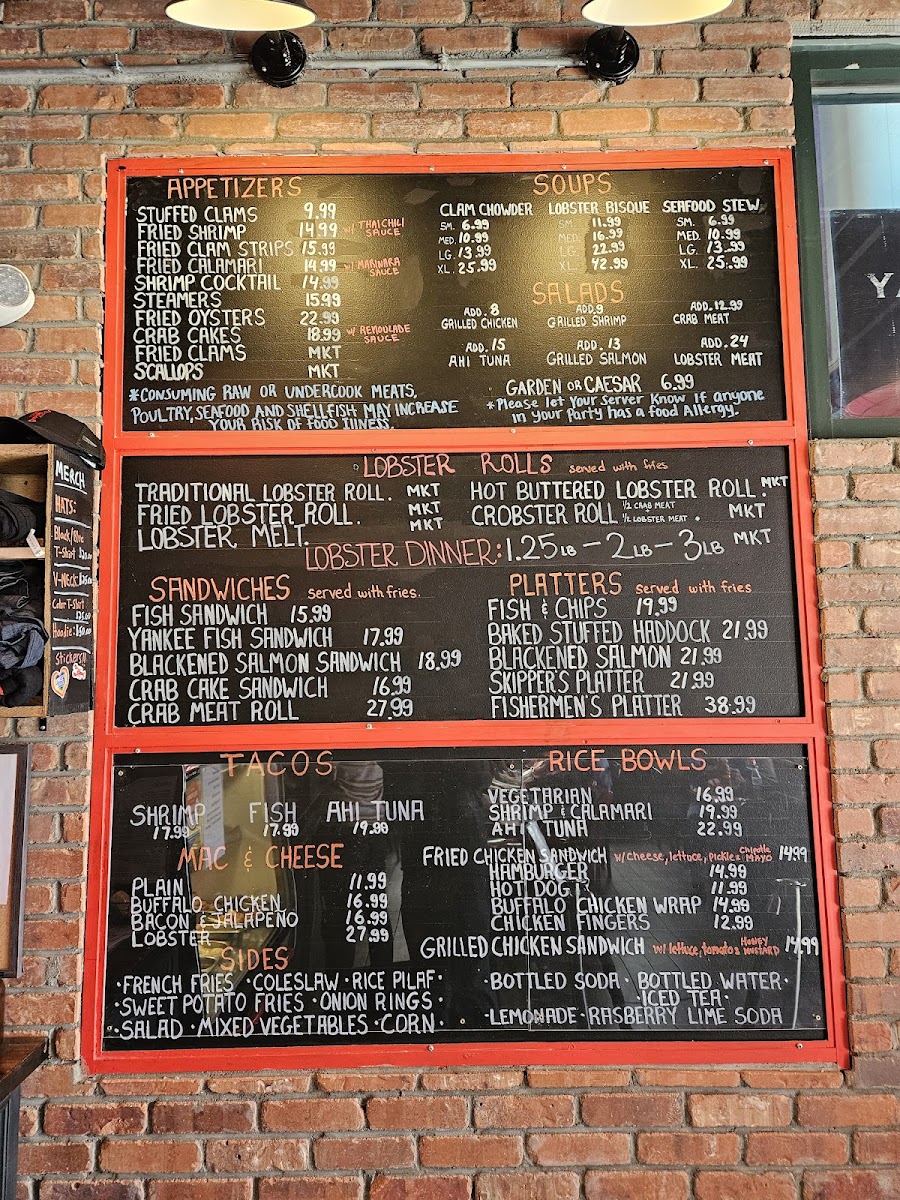 APPETIZERS
STUFFED CLAMS 9.99
FRIED SHRIMP 14.99 w/ THAI CHILI SAUCE
FRIED CLAM STRIPS 15.99
FRIED CALAMARI 14.99 w/ MARINARA SAUCE
SHRIMP COCKTAIL 14.99
STEAMERS 15.99
FRIED OYSTERS 22.99
CRAB CAKES 18.99 w/ REMOULADE SAUCE
FRIED CLAMS MKT
SCALLOPS MKT
*CONSUMING RAW OR UNDERCOOK MEATS,
POULTRY, SEAFOOD AND SHELLFISH MAY INCREASE
YOUR RISK OF FOOD ILLNESS.
SOUPS
CLAM CHOWDER LOBSTER BISQUE SEAFOOD STEW
SM. 6.99 SM. 11.99 SM. 6.99
MED. 10.99 MED. 16.99 MED. 10.99
LG. 13.99 LG. 22.99 LG. 13.99
XL. 25.99 XL. 42.99 XL. 25.99
SALADS
ADD. 8 ADD. 9 ADD. 12.99
GRILLED CHICKEN GRILLED SHRIMP CRAB MEAT
ADD. 15 ADD. 13 ADD. 24
AHI TUNA GRILLED SALMON LOBSTER MEAT
GARDEN OR CAESAR 6.99
*Please let your server know if anyone
in your party has a food allergy.
LOBSTER ROLLS served with fries
TRADITIONAL LOBSTER ROLL. MKT HOT BUTTERED LOBSTER ROLL. MKT
FRIED LOBSTER ROLL. MKT CROBSTER ROLL 1/2 CRAB MEAT + 1/2 LOBSTER MEAT. MKT
LOBSTER MELT. MKT
LOBSTER DINNER: 1.25LB - 2LB - 3LB MKT
SANDWICHES served with fries.
FISH SANDWICH 15.99
YANKEE FISH SANDWICH 17.99
BLACKENED SALMON SANDWICH 18.99
CRAB CAKE SANDWICH 16.99
CRAB MEAT ROLL 27.99
PLATTERS served with fries
FISH & CHIPS 19.99
BAKED STUFFED HADDOCK 21.99
BLACKENED SALMON 21.99
SKIPPER'S PLATTER 21.99
FISHERMEN'S PLATTER 38.99
TACOS
SHRIMP FISH AHI TUNA
17.99 17.99 19.99
MAC & CHEESE
PLAIN 11.99
BUFFALO CHICKEN 16.99
BACON & JALAPEÑO 16.99
LOBSTER 27.99
SIDES
·FRENCH FRIES ·COLESLAW ·RICE PILAF·
·SWEET POTATO FRIES ·ONION RINGS·
·SALAD ·MIXED VEGETABLES ·CORN·
RICE BOWLS
VEGETARIAN 16.99
SHRIMP & CALAMARI 19.99
AHI TUNA 22.99
FRIED CHICKEN SANDWICH w/ cheese, lettuce, pickle & Chipotle MAYO 14.99
HAMBURGER 14.99
HOT DOG 11.99
BUFFALO CHICKEN WRAP 14.99
CHICKEN FINGERS 12.99
GRILLED CHICKEN SANDWICH w/ lettuce, tomato & HONEY MUSTARD 14.99
·BOTTLED SODA· BOTTLED WATER·
·ICED TEA·
·LEMONADE ·RASBERRY LIME SODA
MERCH
HATS:
Black/Blue
T-Shirt
V-Neck:
Color T-Shirt
25.00
Hoodie: $50.00
Stickers!!
YA